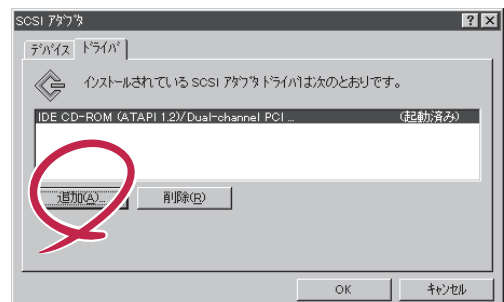 SCSI ｱﾀﾞﾌﾟﾀ
ﾃﾞﾊﾞｲｽ ﾄﾞﾗｲﾊﾞ
ｲﾝｽﾄｰﾙされている SCSI ｱﾀﾞﾌﾟﾀ ﾄﾞﾗｲﾊﾞは次のとおりです。
IDE CD-ROM (ATAPI 1.2)/Dual-channel PCI ... (起動済み)
追加(A)... 削除(R)
OK ｷｬﾝｾﾙ